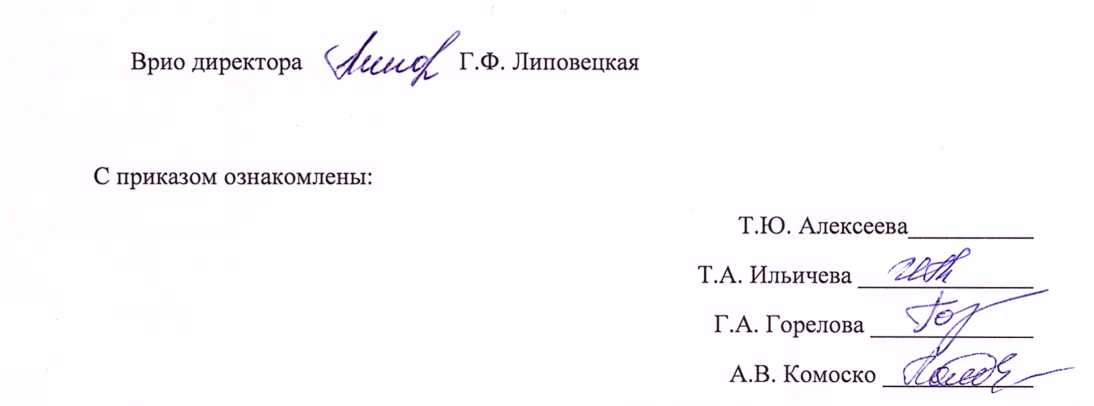 Врио директора Г.Ф. Липовецкая
С приказом ознакомлены:
Т.Ю. Алексеева
Т.А. Ильичева
Г.А. Горелова
А.В. Комоско